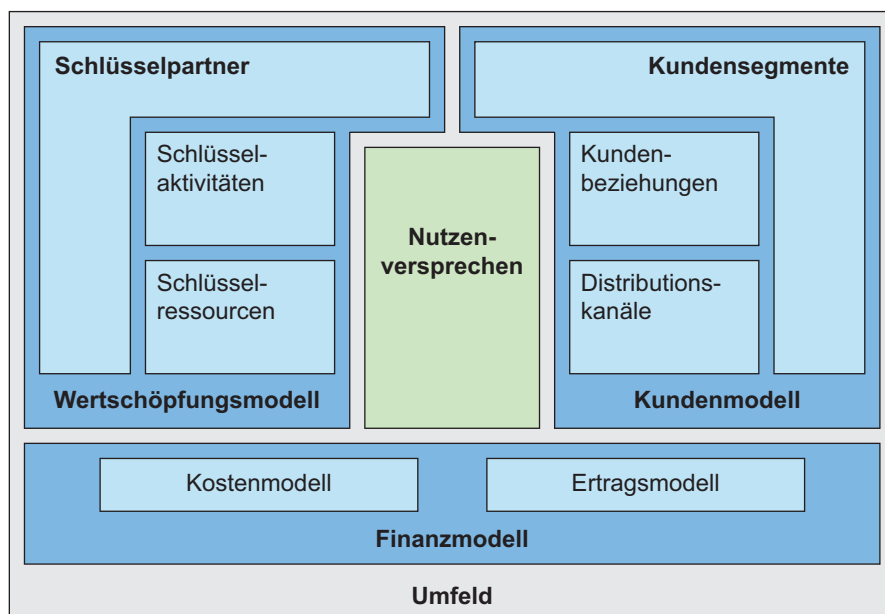 Schlüsselpartner
Kundensegmente
Schlüssel-
aktivitäten
Kunden-
beziehungen
Nutzen-
versprechen
Schlüssel-
ressourcen
Distributions-
kanäle
Wertschöpfungsmodell
Kundenmodell
Kostenmodell
Ertragsmodell
Finanzmodell
Umfeld